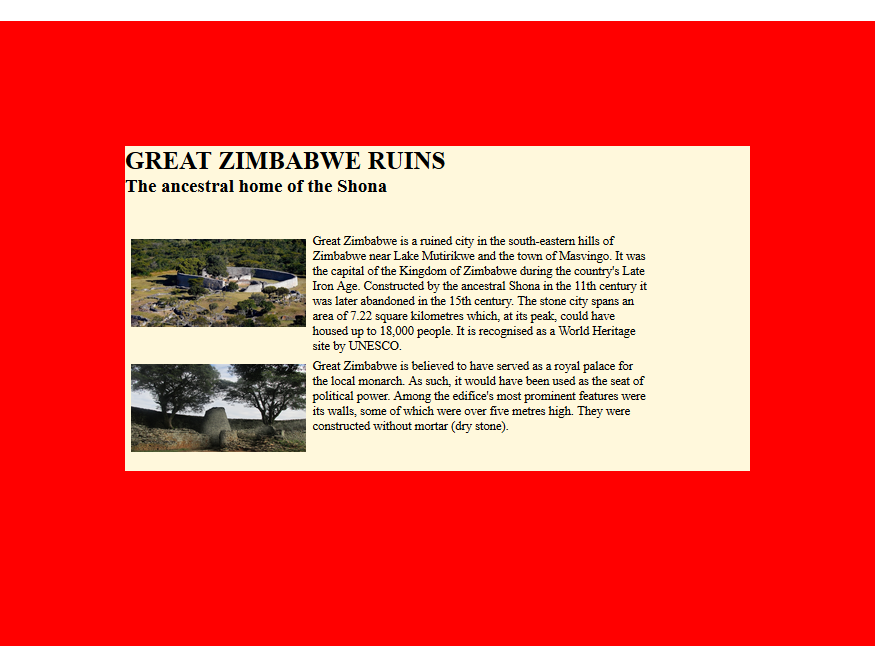 GREAT ZIMBABWE RUINS
The ancestral home of the Shona
Great Zimbabwe is a ruined city in the south-eastern hills of
Zimbabwe near Lake Mutirikwe and the town of Masvingo. It was
the capital of the Kingdom of Zimbabwe during the country's Late
Iron Age. Constructed by the ancestral Shona in the 11th century it
was later abandoned in the 15th century. The stone city spans an
area of 7.22 square kilometres which, at its peak, could have
housed up to 18,000 people. It is recognised as a World Heritage
site by UNESCO.
Great Zimbabwe is believed to have served as a royal palace for
the local monarch. As such, it would have been used as the seat of
political power. Among the edifice's most prominent features were
its walls, some of which were over five metres high. They were
constructed without mortar (dry stone).